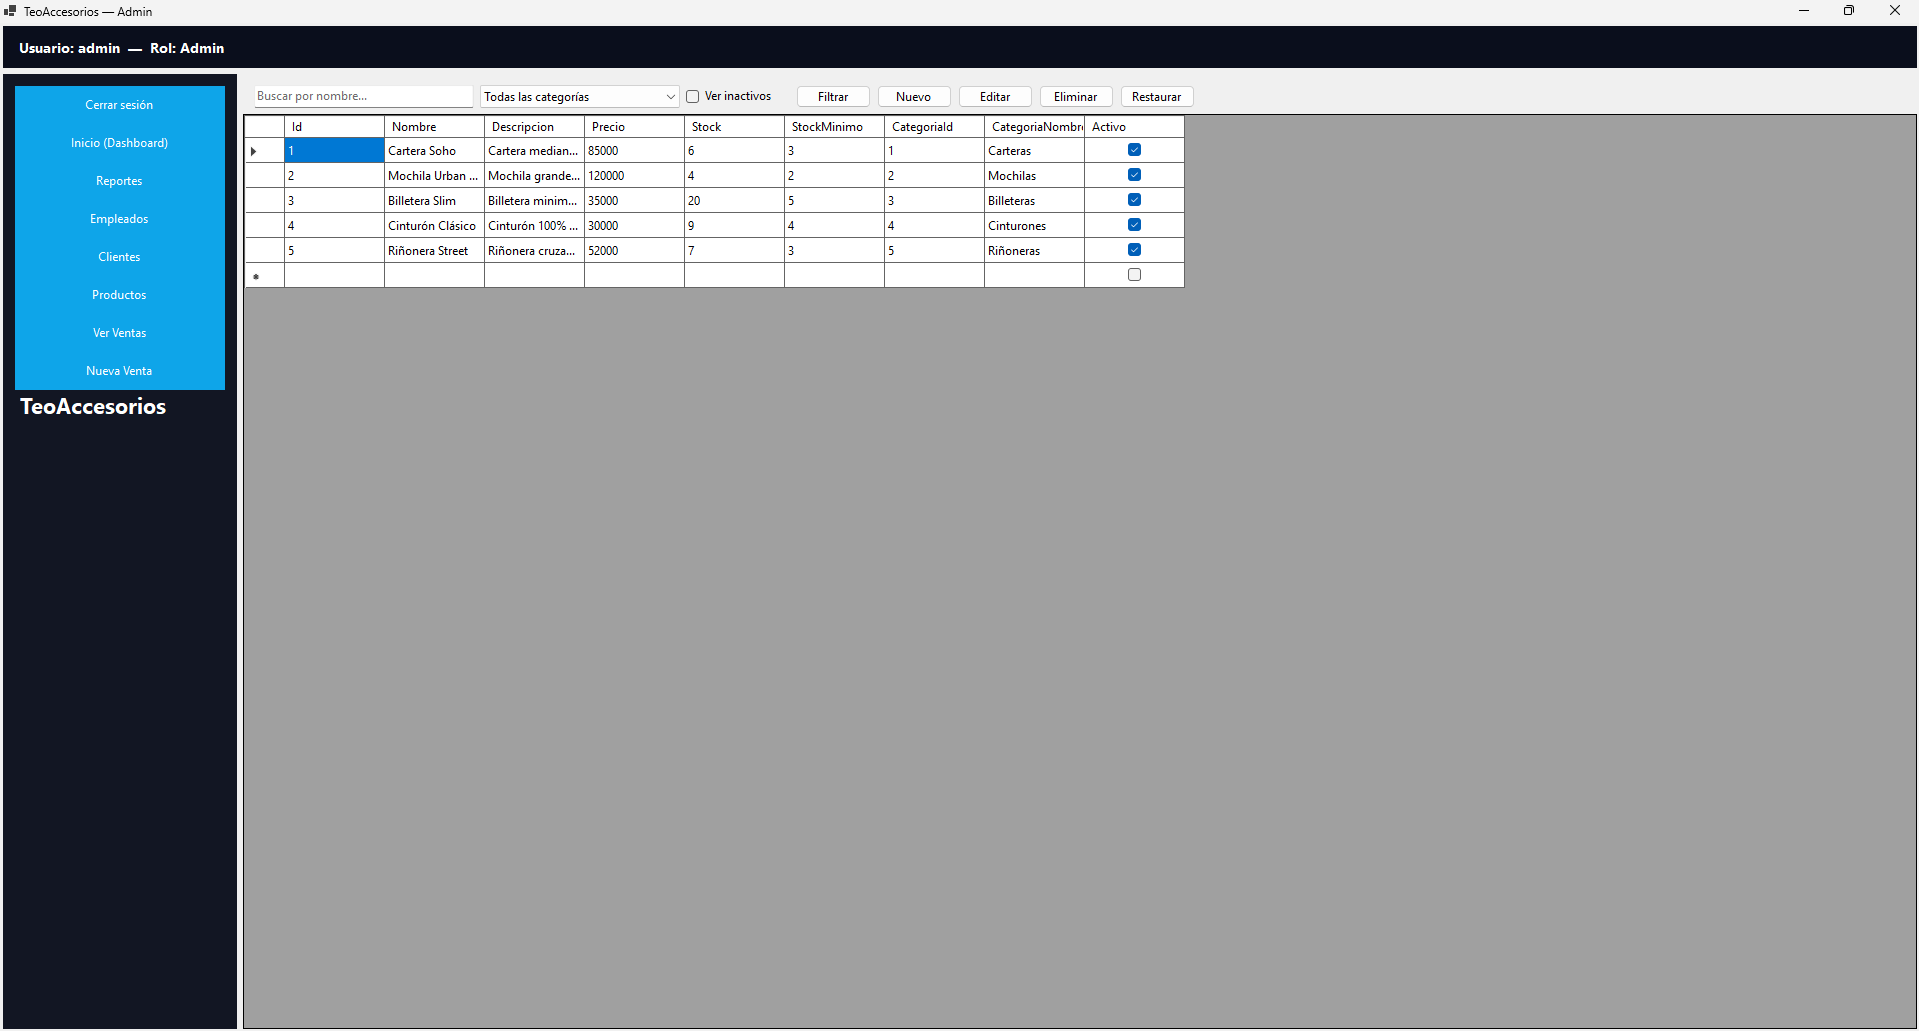 TeoAccesorios — Admin
Usuario: admin — Rol: Admin
Cerrar sesión
Inicio (Dashboard)
Reportes
Empleados
Clientes
Productos
Ver Ventas
Nueva Venta
TeoAccesorios
Buscar por nombre... Todas las categorías Ver inactivos Filtrar Nuevo Editar Eliminar Restaurar
Id Nombre Descripcion Precio Stock StockMinimo CategoriaId CategoriaNombre Activo
1 Cartera Soho Cartera median... 85000 6 3 1 Carteras
2 Mochila Urban ... Mochila grande... 120000 4 2 2 Mochilas
3 Billetera Slim Billetera minim... 35000 20 5 3 Billeteras
4 Cinturón Clásico Cinturón 100% ... 30000 9 4 4 Cinturones
5 Riñonera Street Riñonera cruza... 52000 7 3 5 Riñoneras